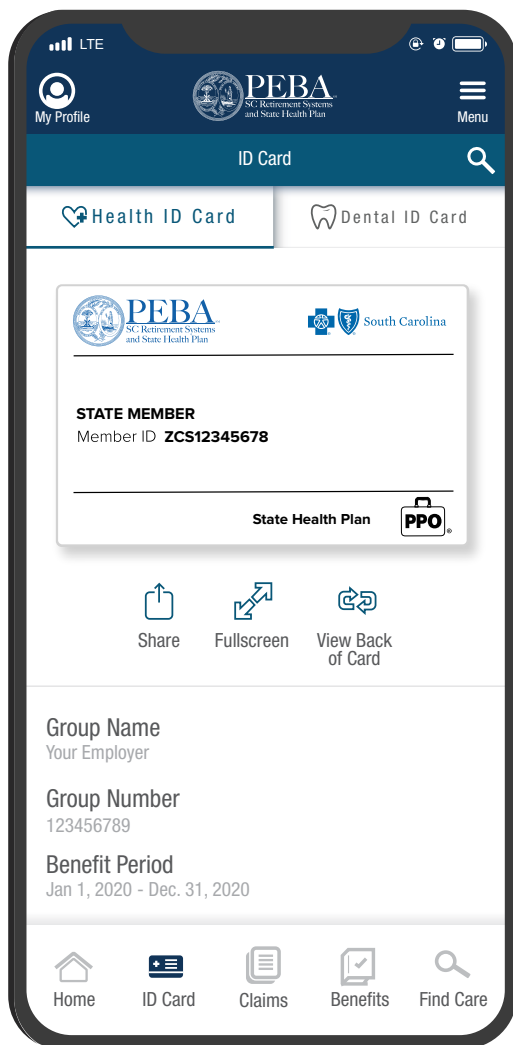 LTE
My Profile
PEBA
SC Retirement Systems
and State Health Plan
Menu
ID Card
Health ID Card
Dental ID Card
PEBA
SC Retirement Systems
and State Health Plan
South Carolina
STATE MEMBER
Member ID ZCS12345678
State Health Plan
PPO®
Share
Fullscreen
View Back
of Card
Group Name
Your Employer
Group Number
123456789
Benefit Period
Jan 1, 2020 - Dec. 31, 2020
Home
ID Card
Claims
Benefits
Find Care